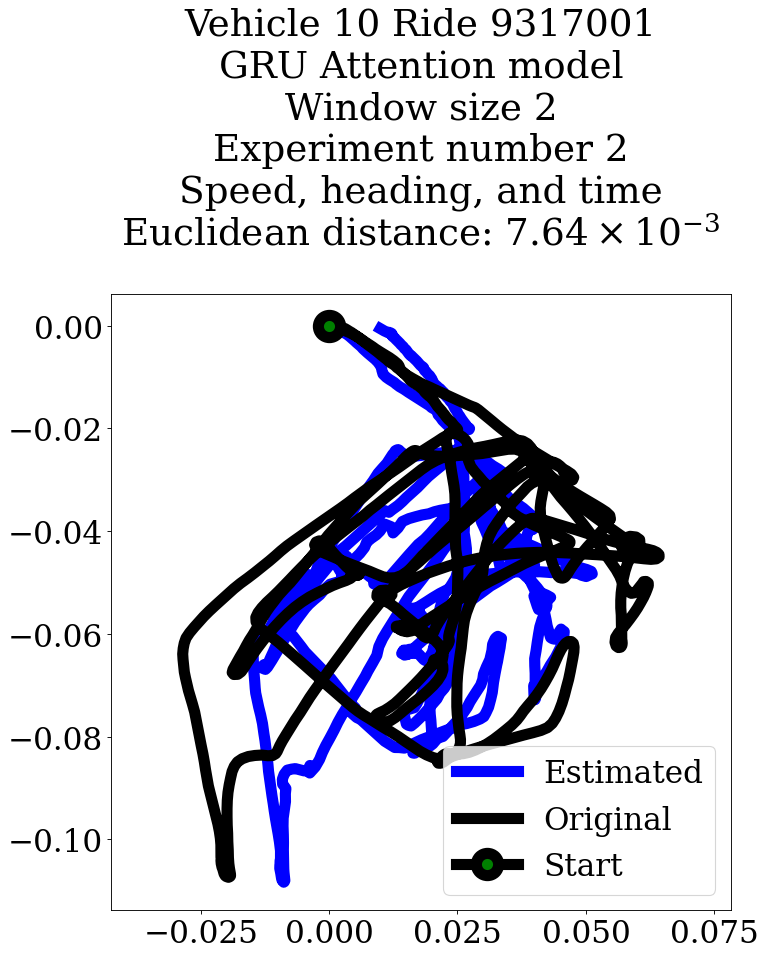 Vehicle 10 Ride 9317001
GRU Attention model
Window size 2
Experiment number 2
Speed, heading, and time
Euclidean distance: 7.64 × 10⁻³
0.00
−0.02
−0.04
−0.06
−0.08
−0.10
Estimated
Original
Start
−0.025 0.000 0.025 0.050 0.075